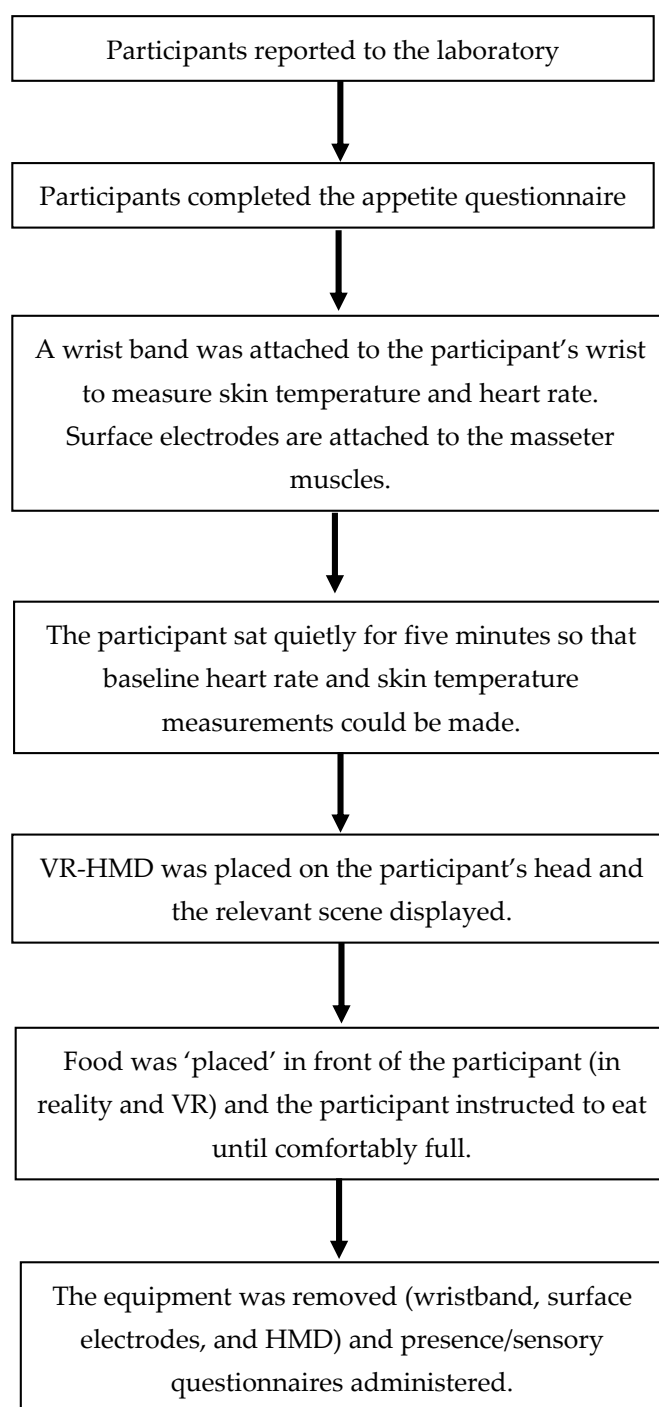 Participants reported to the laboratory
Participants completed the appetite questionnaire
A wrist band was attached to the participant’s wrist
to measure skin temperature and heart rate.
Surface electrodes are attached to the masseter
muscles.
The participant sat quietly for five minutes so that
baseline heart rate and skin temperature
measurements could be made.
VR-HMD was placed on the participant’s head and
the relevant scene displayed.
Food was ‘placed’ in front of the participant (in
reality and VR) and the participant instructed to eat
until comfortably full.
The equipment was removed (wristband, surface
electrodes, and HMD) and presence/sensory
questionnaires administered.